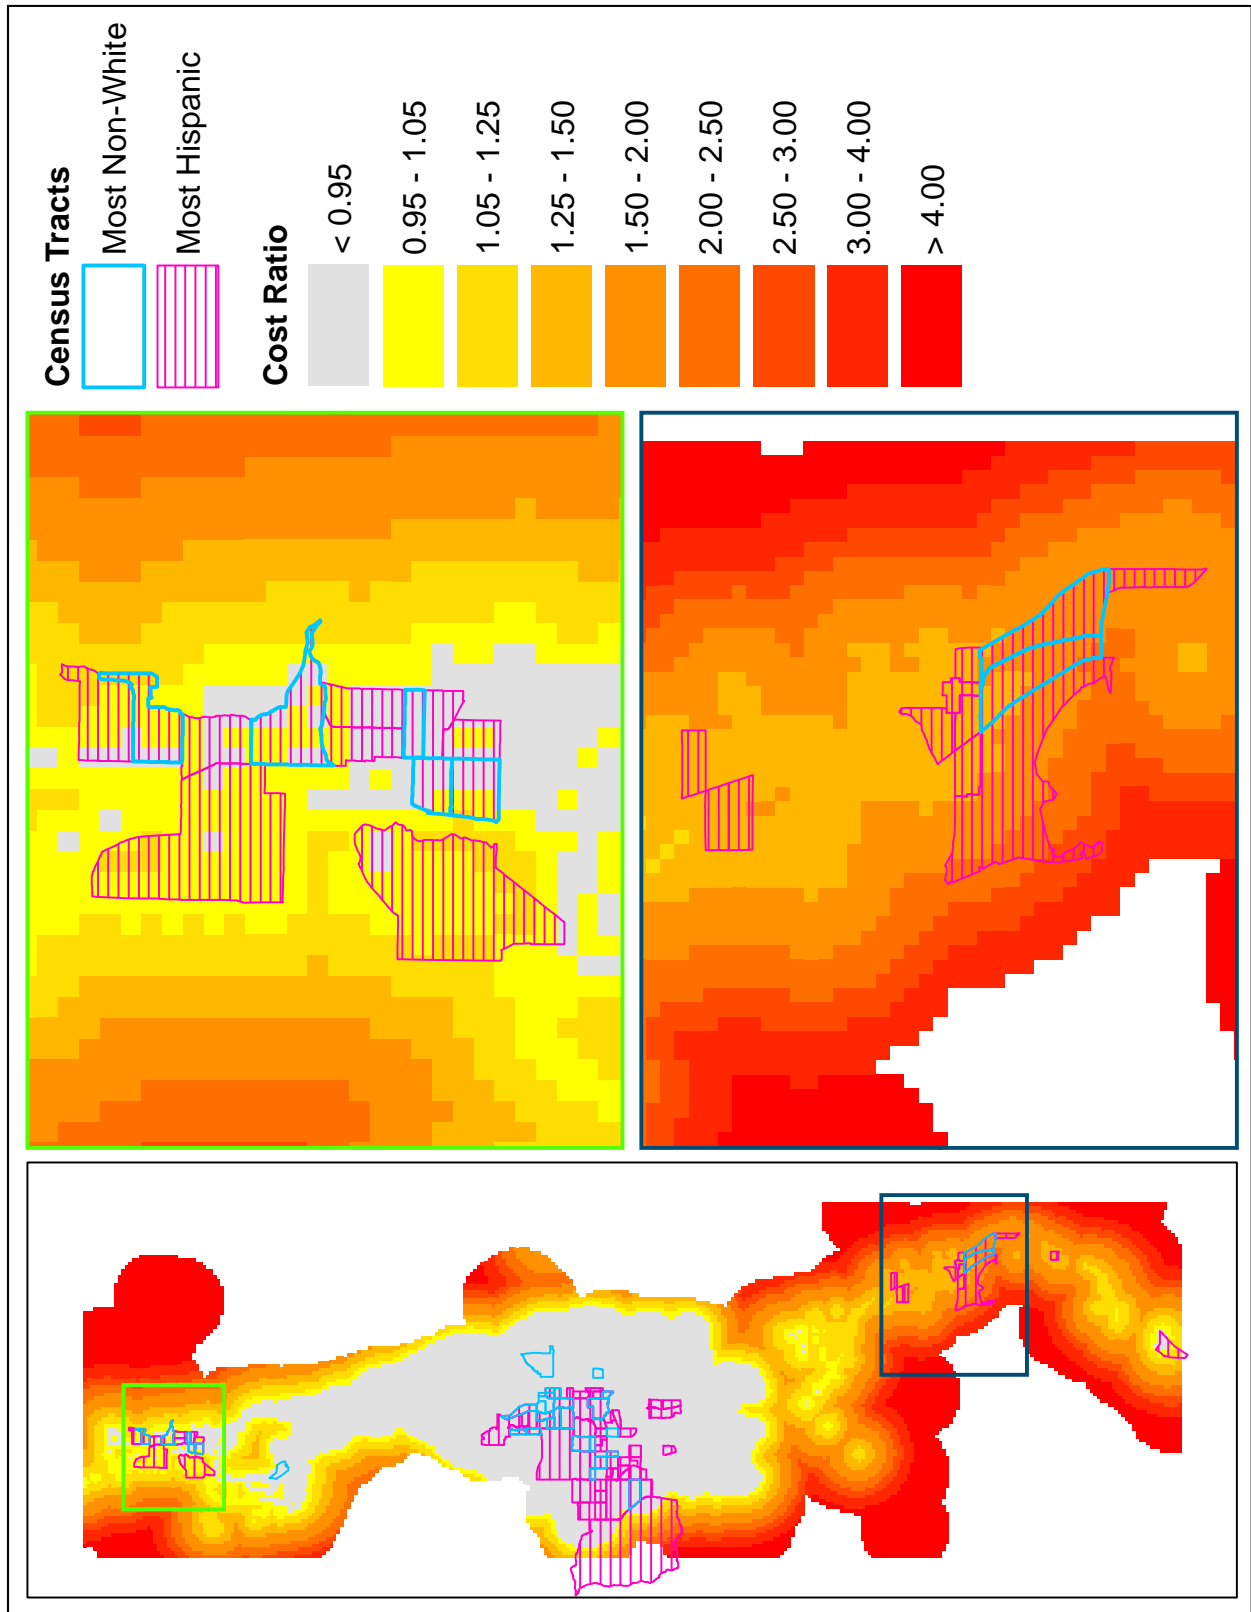 Census Tracts
Most Non-White
Most Hispanic
Cost Ratio
< 0.95
0.95 - 1.05
1.05 - 1.25
1.25 - 1.50
1.50 - 2.00
2.00 - 2.50
2.50 - 3.00
3.00 - 4.00
> 4.00